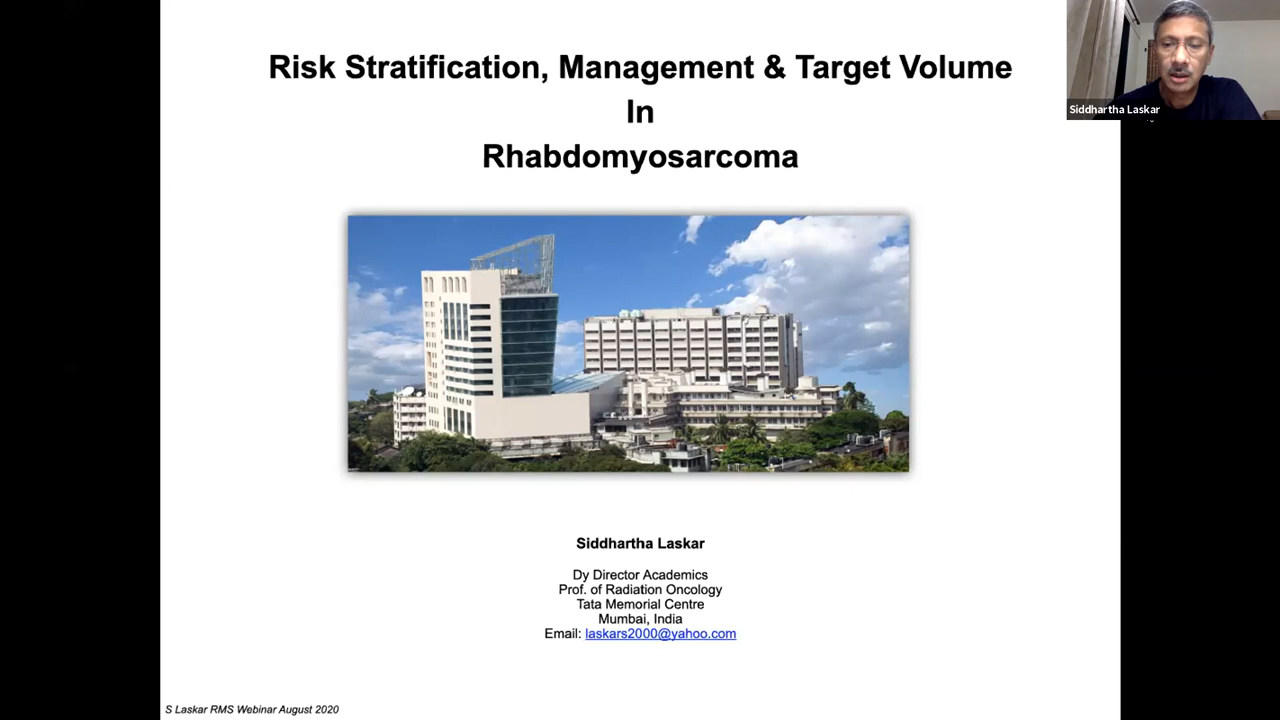 Risk Stratification, Management & Target Volume
In
Rhabdomyosarcoma
Siddhartha Laskar
Siddhartha Laskar
Dy Director Academics
Prof. of Radiation Oncology
Tata Memorial Centre
Mumbai, India
Email: laskars2000@yahoo.com
S Laskar RMS Webinar August 2020